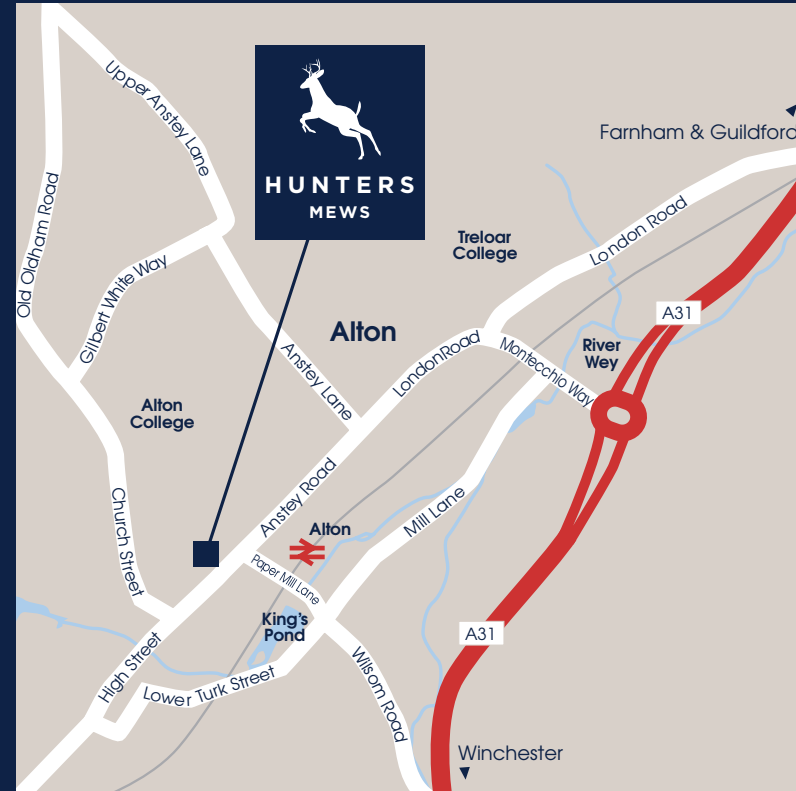 Upper Anstey Lane
HUNTERS
MEWS
Farnham & Guildford
Old Oldham Road
Gilbert White Way
Treloar
College
London Road
A31
Alton
Anstey Lane
LondonRoad
Montecchio Way
River
Wey
Alton
College
Church Street
Anstey Road
Alton
Mill Lane
Paper Mill Lane
King's
Pond
A31
High Street
Lower Turk Street
Wilsom Road
Winchester